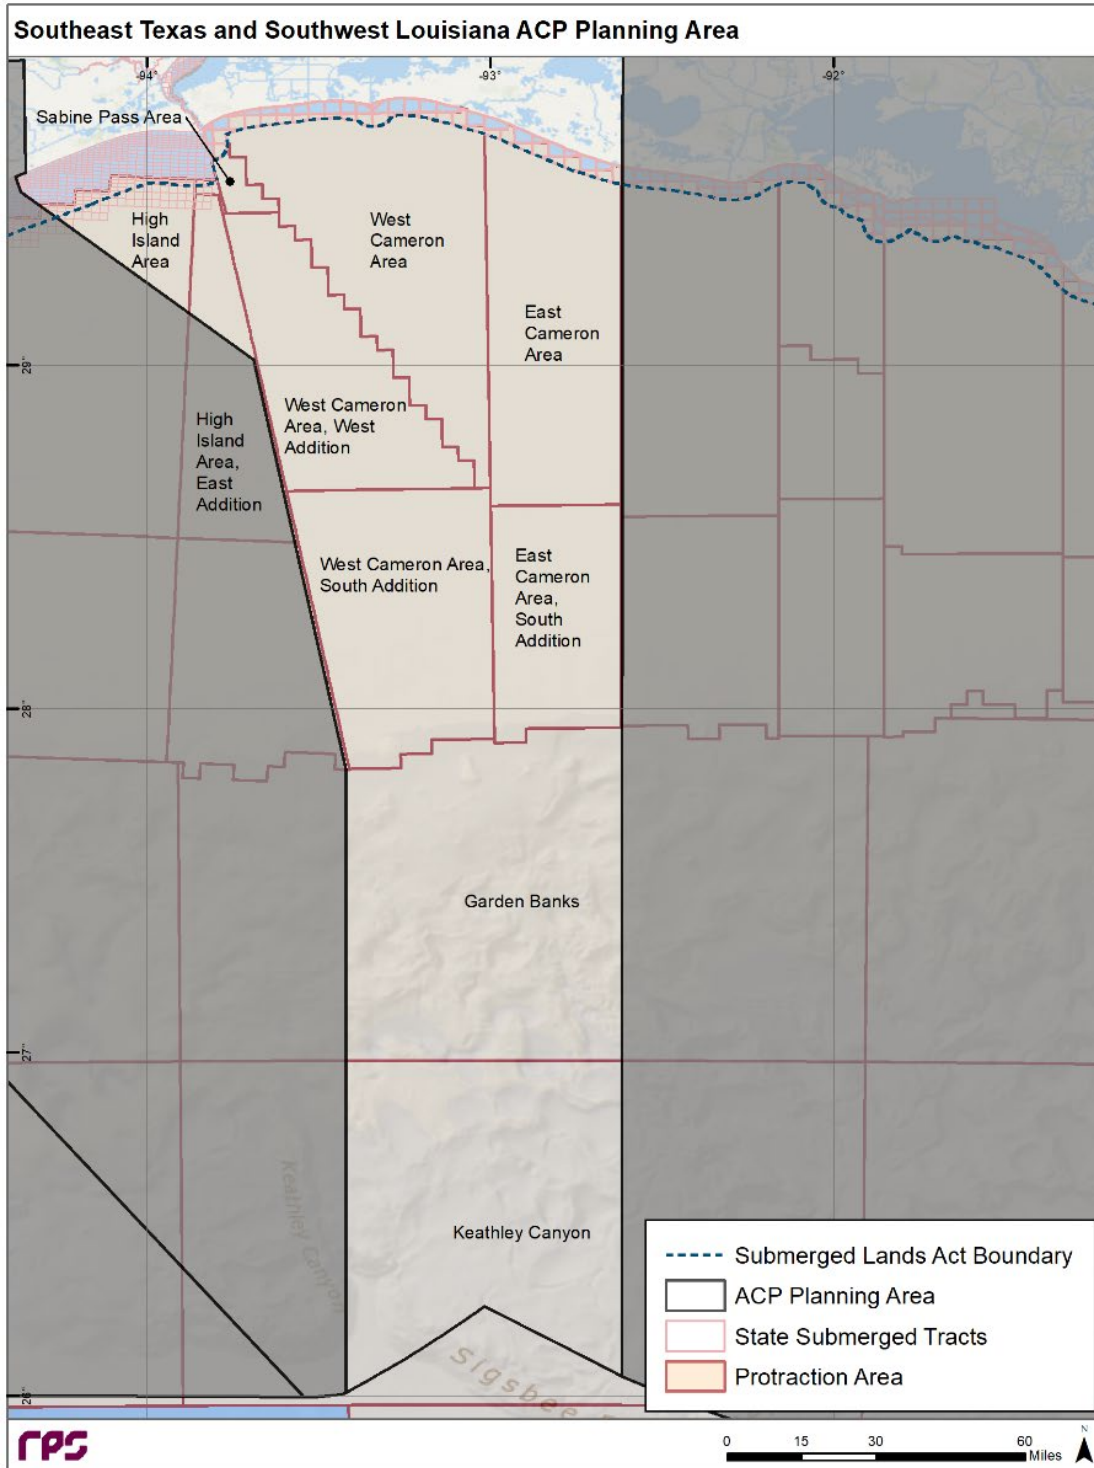 Southeast Texas and Southwest Louisiana ACP Planning Area
-94°
-93°
-92°
Sabine Pass Area
High
Island
Area
West
Cameron
Area
East
Cameron
Area
29°
West Cameron
Area, West
Addition
High
Island
Area,
East
Addition
West Cameron Area,
South Addition
East
Cameron
Area,
South
Addition
28°
Garden Banks
27°
Keathley Canyon
Keathley Canyon
Sigsbee
26°
Submerged Lands Act Boundary
ACP Planning Area
State Submerged Tracts
Protraction Area
rps
0 15 30 60
Miles
N